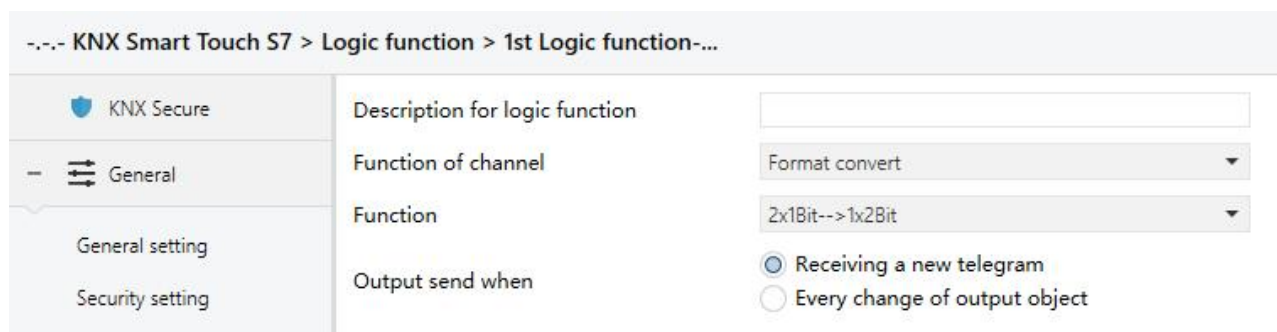 -.-.- KNX Smart Touch S7 > Logic function > 1st Logic function-...
KNX Secure
General
General setting
Security setting
Description for logic function
Function of channel
Format convert
Function
2x1Bit-->1x2Bit
Output send when
Receiving a new telegram
Every change of output object